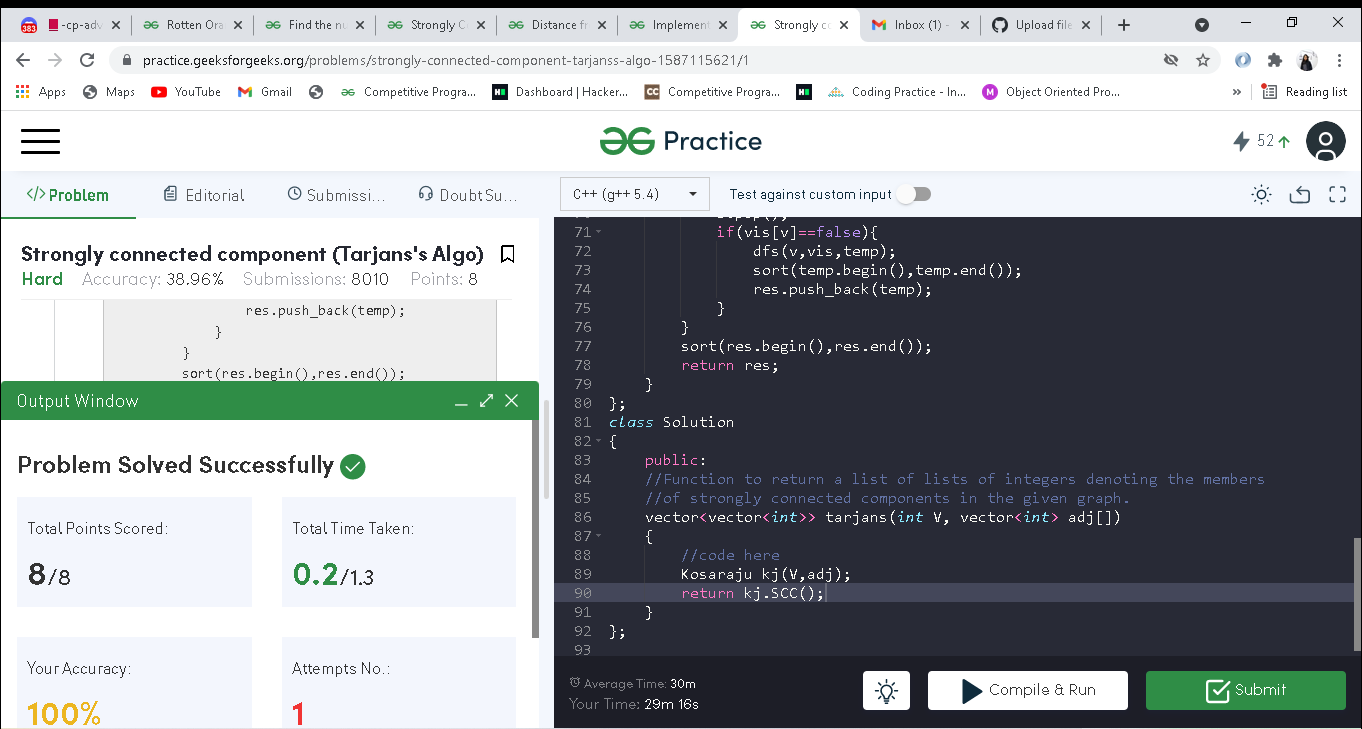 383 -cp-adv
Rotten Ora
Find the nu
Strongly C
Distance fr
Implement
Strongly co
Inbox (1) -
Upload file
practice.geeksforgeeks.org/problems/strongly-connected-component-tarjanss-algo-1587115621/1
Apps Maps YouTube Gmail Competitive Progra... Dashboard | Hacker... Competitive Progra... Coding Practice - In... Object Oriented Pro... » Reading list
Practice
52
</> Problem Editorial Submissi... DoubtSu...
C++ (g++ 5.4) Test against custom input
Strongly connected component (Tarjans's Algo)
Hard Accuracy: 38.96% Submissions: 8010 Points: 8
res.push_back(temp);
}
}
sort(res.begin(),res.end());
Output Window
Problem Solved Successfully
Total Points Scored:
8/8
Total Time Taken:
0.2/1.3
Your Accuracy:
100%
Attempts No.:
1
71 if(vis[v]==false){
72 dfs(v,vis,temp);
73 sort(temp.begin(),temp.end());
74 res.push_back(temp);
75 }
76 }
77 sort(res.begin(),res.end());
78 return res;
79 }
80 };
81 class Solution
82 {
83 public:
84 //Function to return a list of lists of integers denoting the members
85 //of strongly connected components in the given graph.
86 vector<vector<int>> tarjans(int V, vector<int> adj[])
87 {
88 //code here
89 Kosaraju kj(V,adj);
90 return kj.SCC();
91 }
92 };
93
Average Time: 30m
Your Time: 29m 16s
Compile & Run
Submit